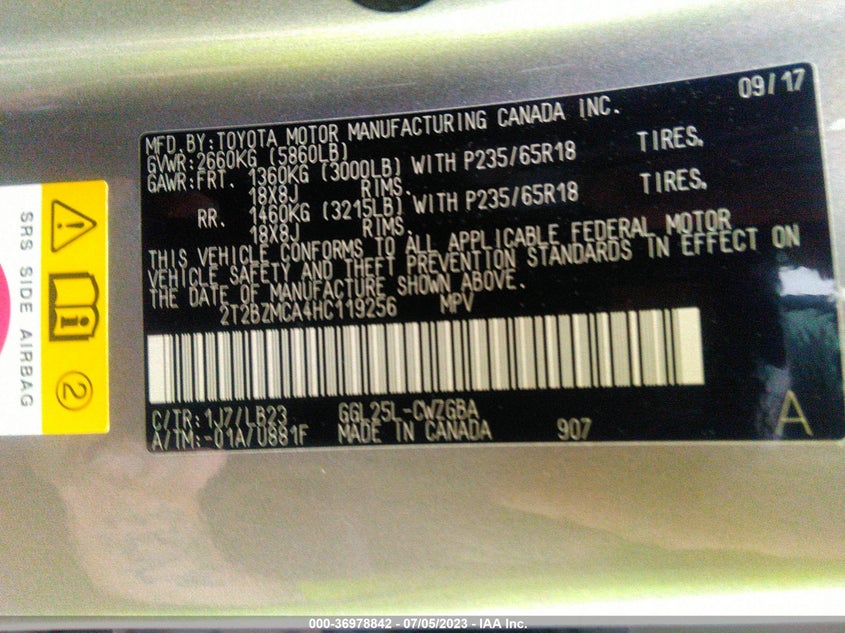 09/17
MFD.BY:TOYOTA MOTOR MANUFACTURING CANADA INC.
GVWR:2660KG (5860LB)
GAWR:FRT. 1360KG (3000LB) WITH P235/65R18 TIRES,
18X8J RIMS.
RR. 1460KG (3215LB) WITH P235/65R18 TIRES,
18X8J RIMS.
THIS VEHICLE CONFORMS TO ALL APPLICABLE FEDERAL MOTOR
VEHICLE SAFETY AND THEFT PREVENTION STANDARDS IN EFFECT ON
THE DATE OF MANUFACTURE SHOWN ABOVE.
2T2BZMCA4HC119256 MPV
C/TR:1J7/LB23 GGL25L-CWZGBA
A/TM:-01A/U881F MADE IN CANADA 907
A
SRS SIDE AIRBAG
2
000-36978842 - 07/05/2023 - IAA Inc.